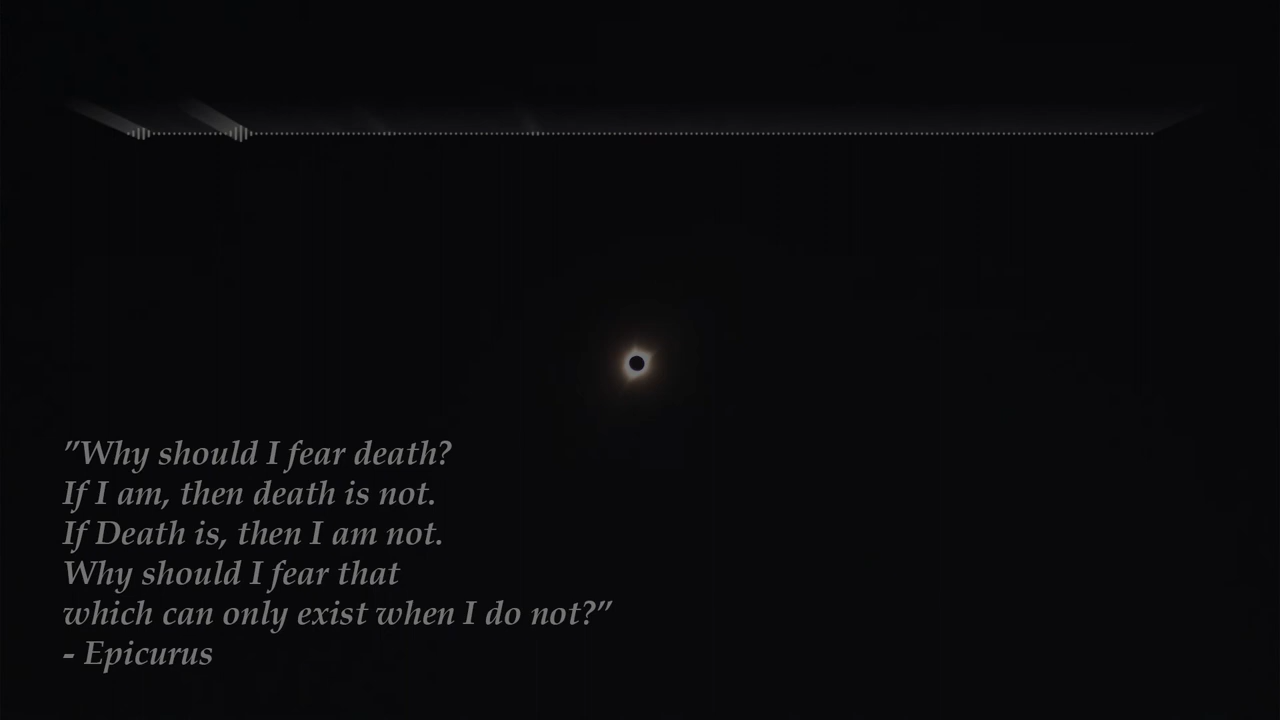 "Why should I fear death?
If I am, then death is not.
If Death is, then I am not.
Why should I fear that
which can only exist when I do not?"
- Epicurus